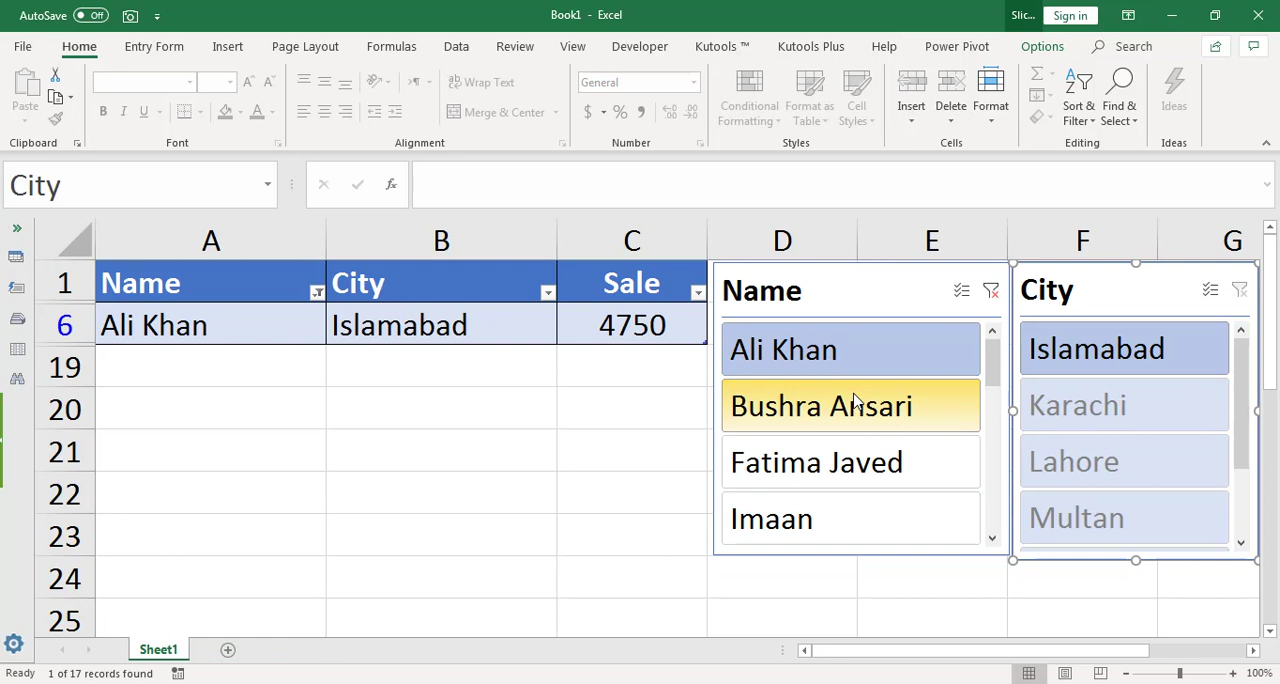 AutoSave Off
Book1 - Excel
Slic... Sign in
File Home Entry Form Insert Page Layout Formulas Data Review View Developer Kutools ™ Kutools Plus Help Power Pivot Options Search
Paste
B I U A A A
ab Wrap Text
Merge & Center
General
$ % , .00
Conditional Formatting
Format as Table
Cell Styles
Insert Delete Format
Sort & Filter
Find & Select
Ideas
Clipboard Font Alignment Number Styles Cells Editing Ideas
City fx
A B C D E F G
1 Name City Sale
6 Ali Khan Islamabad 4750
19
20
21
22
23
24
25
Name
Ali Khan
Bushra Ansari
Fatima Javed
Imaan
City
Islamabad
Karachi
Lahore
Multan
Sheet1
Ready 1 of 17 records found 100%